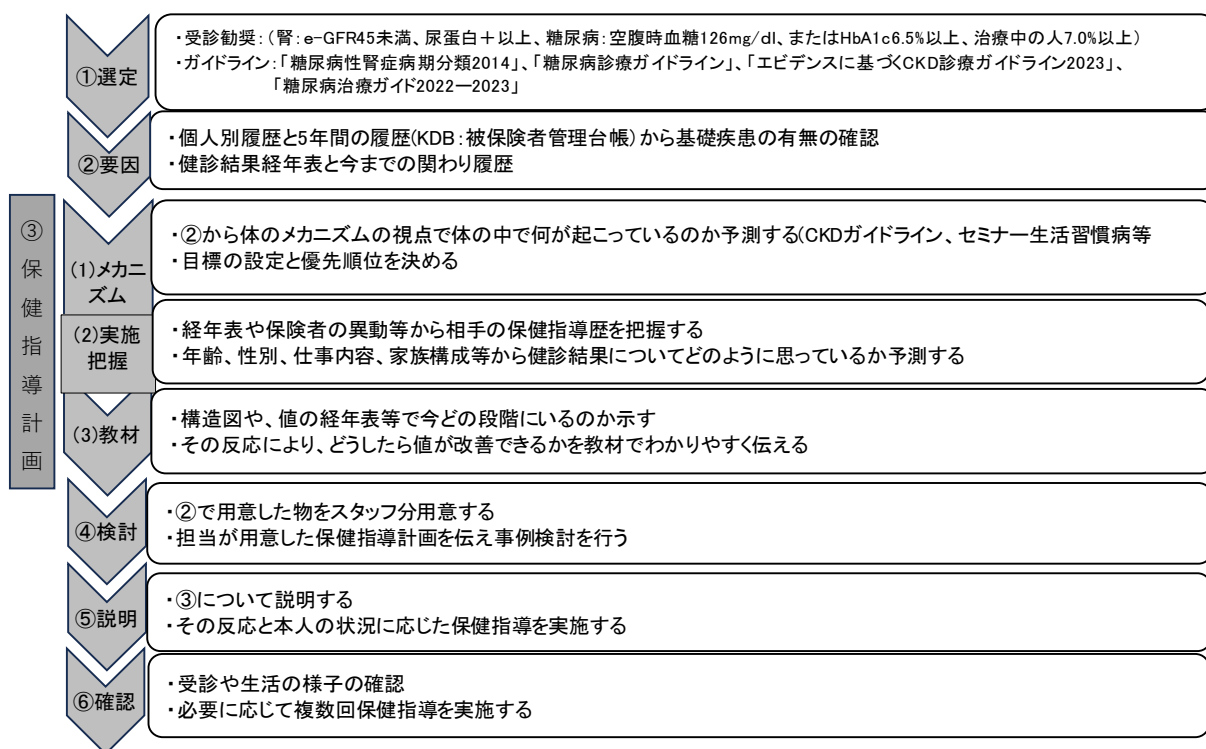 ①選定
・受診勧奨：（腎：e-GFR45未満、尿蛋白＋以上、糖尿病：空腹時血糖126mg/dl、またはHbA1c6.5%以上、治療中の人7.0%以上）
・ガイドライン：「糖尿病性腎症病期分類2014」、「糖尿病診療ガイドライン」、「エビデンスに基づくCKD診療ガイドライン2023」、
「糖尿病治療ガイド2022ー2023」
②要因
・個人別履歴と5年間の履歴(KDB：被保険者管理台帳)から基礎疾患の有無の確認
・健診結果経年表と今までの関わり履歴
③保健指導計画
(1)メカニ
ズム
・②から体のメカニズムの視点で体の中で何が起こっているのか予測する(CKDガイドライン、セミナー生活習慣病等
・目標の設定と優先順位を決める
(2)実施
把握
・経年表や保険者の異動等から相手の保健指導歴を把握する
・年齢、性別、仕事内容、家族構成等から健診結果についてどのように思っているか予測する
(3)教材
・構造図や、値の経年表等で今どの段階にいるのか示す
・その反応により、どうしたら値が改善できるかを教材でわかりやすく伝える
④検討
・②で用意した物をスタッフ分用意する
・担当が用意した保健指導計画を伝え事例検討を行う
⑤説明
・③について説明する
・その反応と本人の状況に応じた保健指導を実施する
⑥確認
・受診や生活の様子の確認
・必要に応じて複数回保健指導を実施する